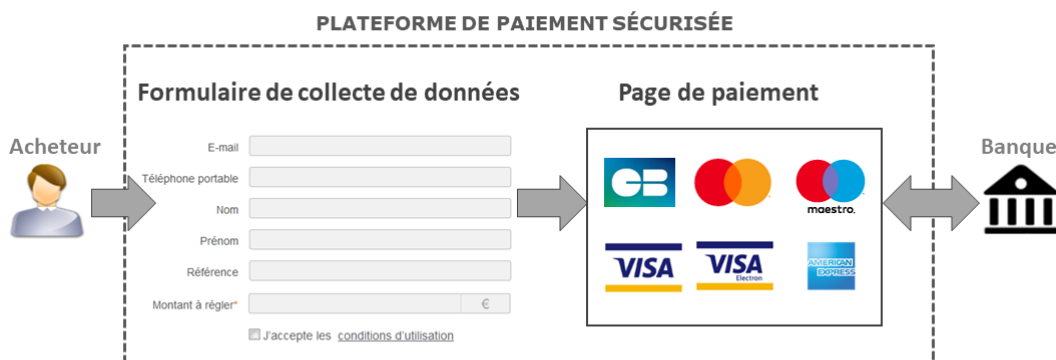 PLATEFORME DE PAIEMENT SÉCURISÉE
Formulaire de collecte de données
Page de paiement
Acheteur
Banque
E-mail
Téléphone portable
Nom
Prénom
Référence
Montant à régler*
€
J'accepte les conditions d'utilisation
CB
maestro.
VISA
VISA
Electron
AMERICAN
EXPRESS